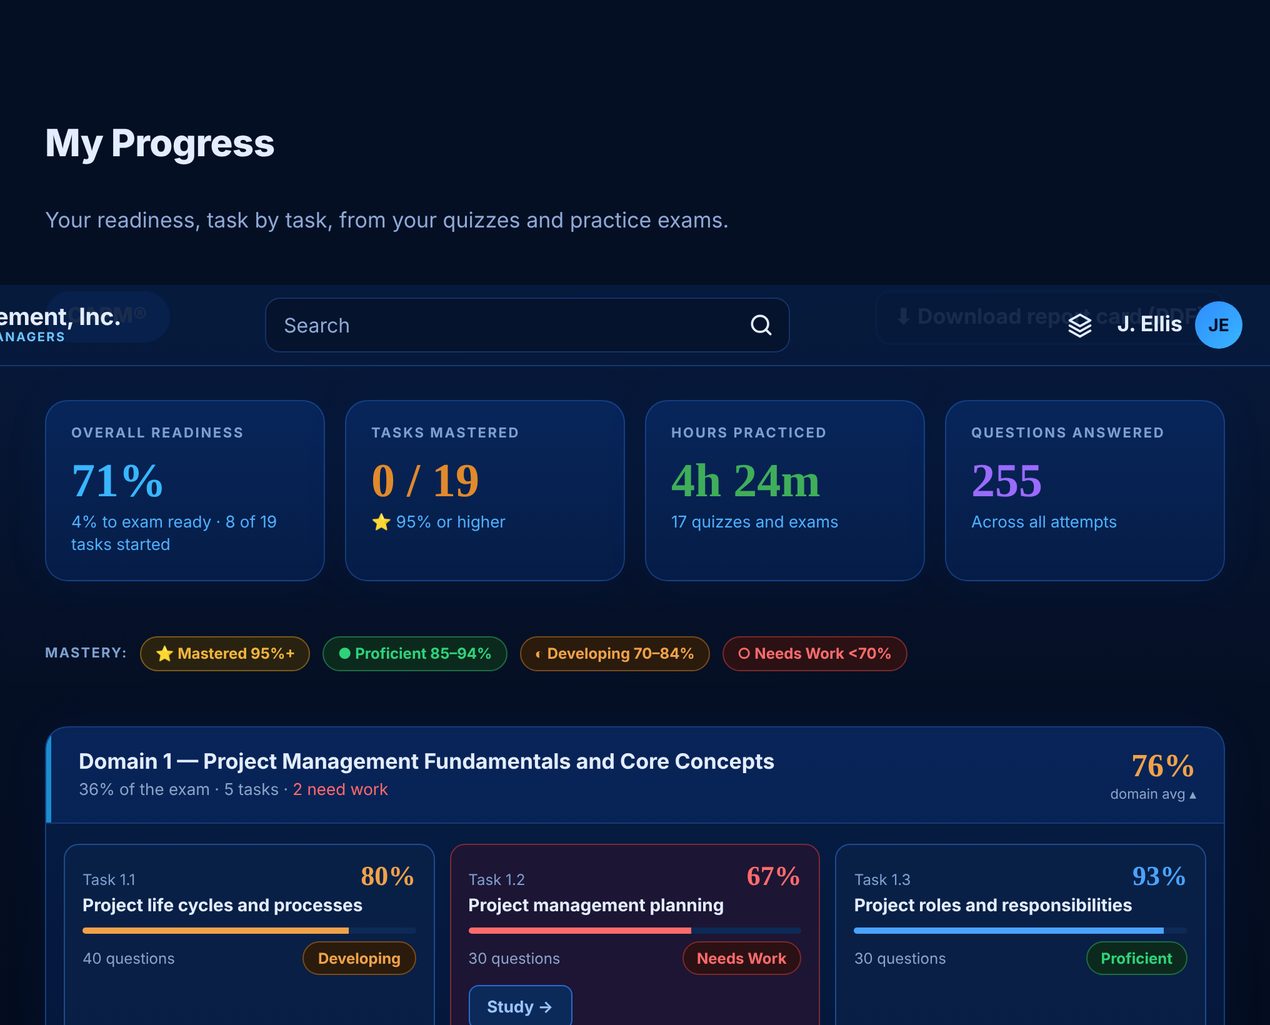 My Progress
Your readiness, task by task, from your quizzes and practice exams.
ement, Inc.
ANAGERS
Search
⬇ Download report card (PDF)
J. Ellis
JE
OVERALL READINESS
71%
4% to exam ready · 8 of 19
tasks started
TASKS MASTERED
0 / 19
⭐ 95% or higher
HOURS PRACTICED
4h 24m
17 quizzes and exams
QUESTIONS ANSWERED
255
Across all attempts
MASTERY:
⭐ Mastered 95%+
● Proficient 85–94%
Developing 70–84%
○ Needs Work <70%
Domain 1 — Project Management Fundamentals and Core Concepts
36% of the exam · 5 tasks · 2 need work
76%
domain avg ▴
Task 1.1
80%
Project life cycles and processes
40 questions
Developing
Task 1.2
67%
Project management planning
30 questions
Needs Work
Study →
Task 1.3
93%
Project roles and responsibilities
30 questions
Proficient